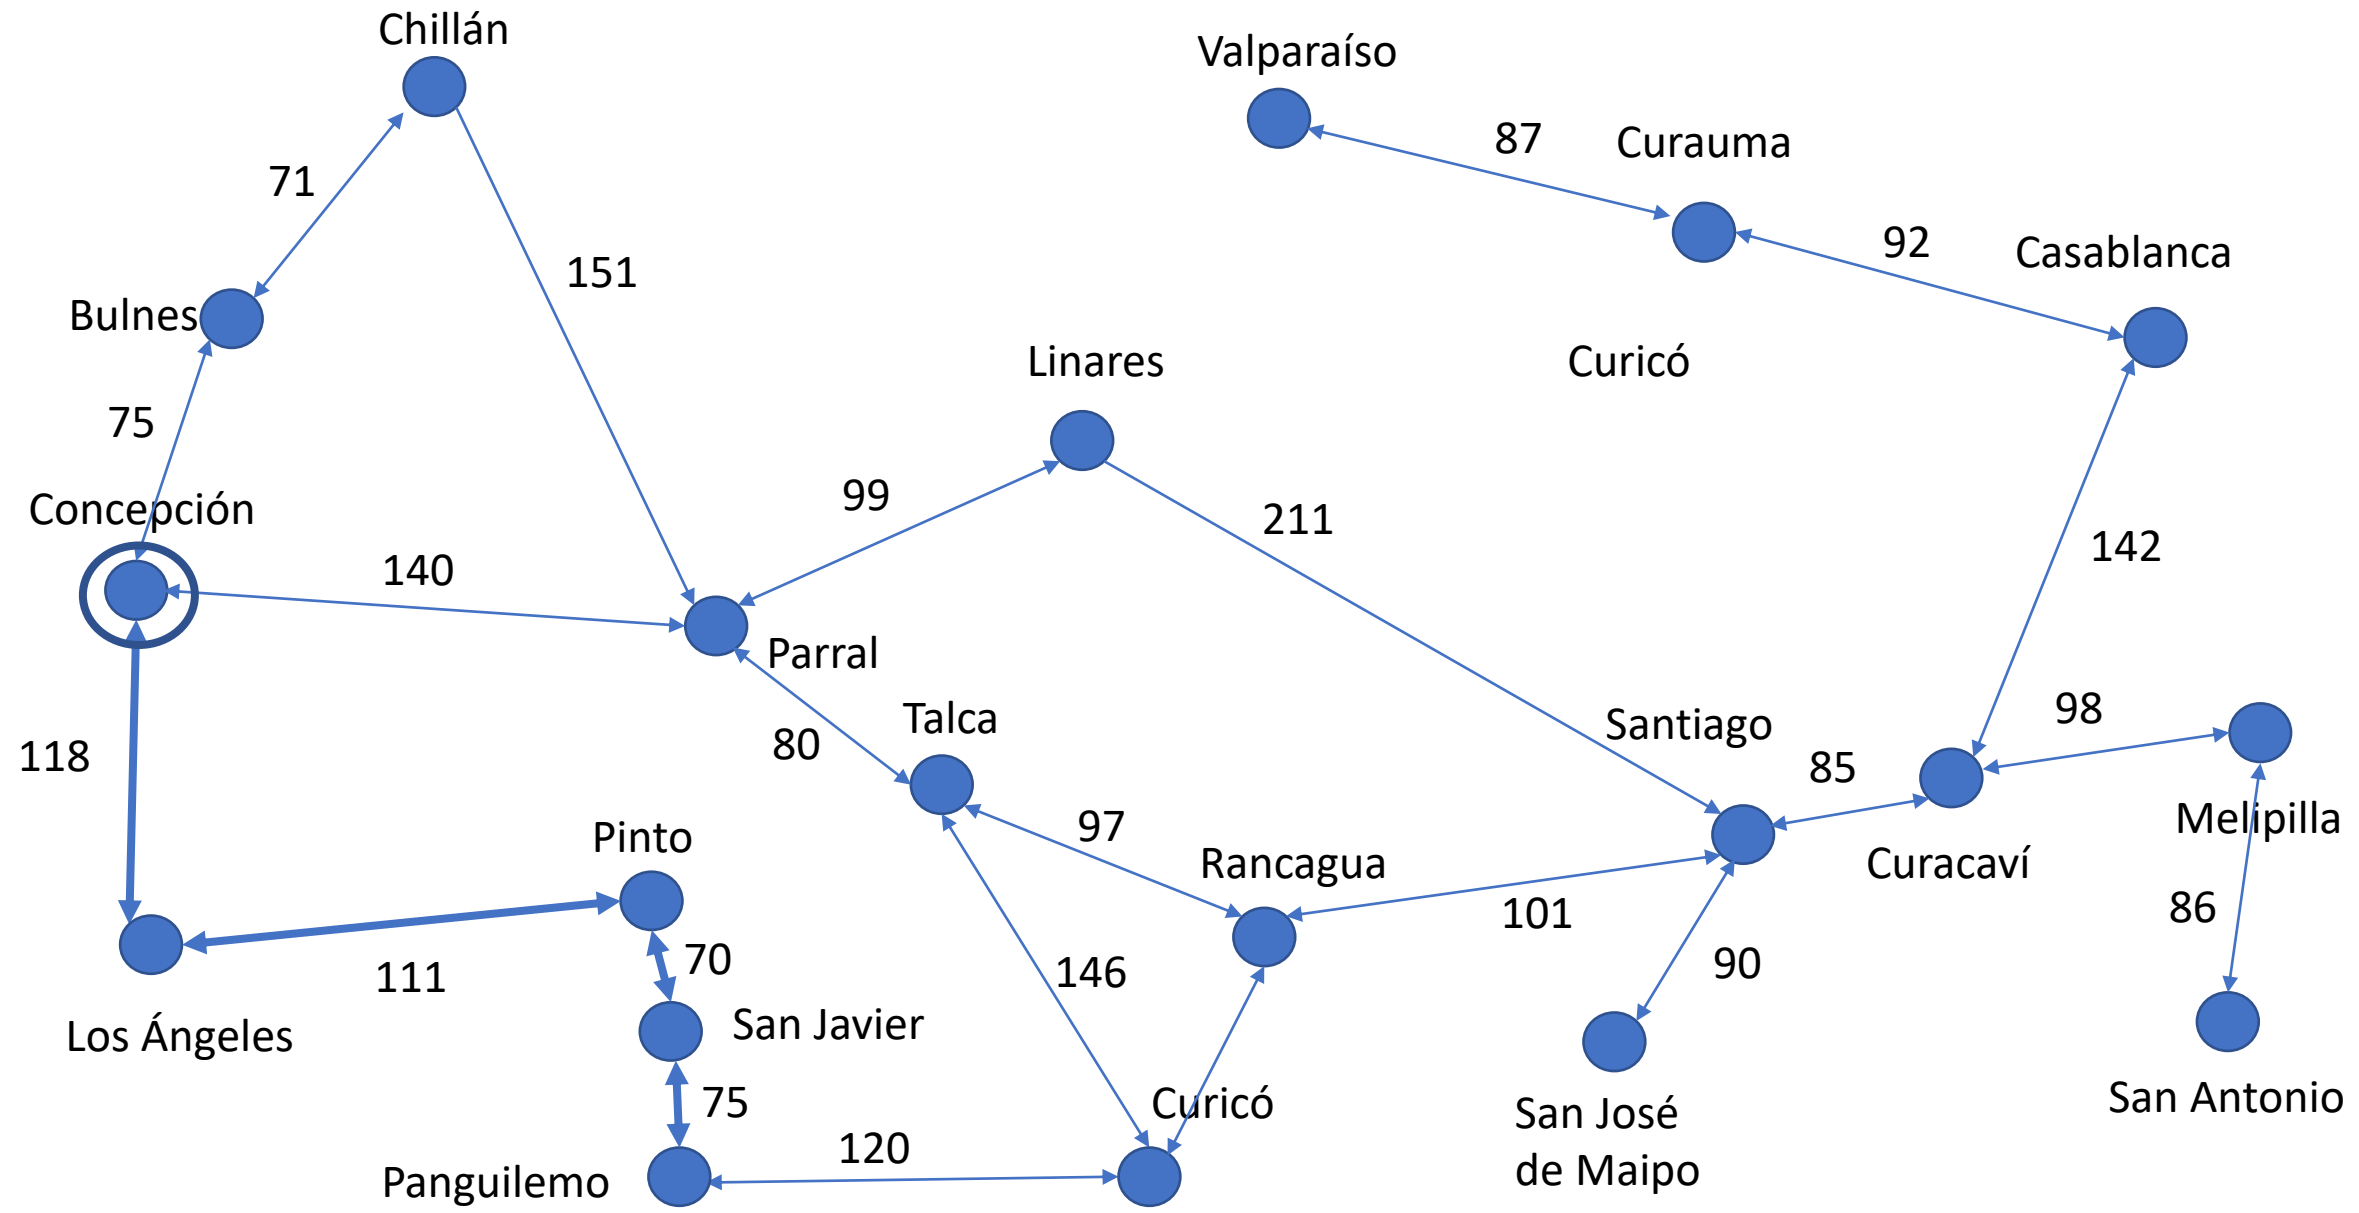 Chillán
Valparaíso
87
Curauma
71
92
Casablanca
151
Bulnes
Linares
Curicó
75
99
Concepción
211
140
142
Parral
Talca
98
Santiago
80
118
85
Melipilla
97
Pinto
Rancagua
Curacaví
101
86
70
90
146
111
San Javier
Los Ángeles
75
Curicó
San José
de Maipo
San Antonio
120
Panguilemo